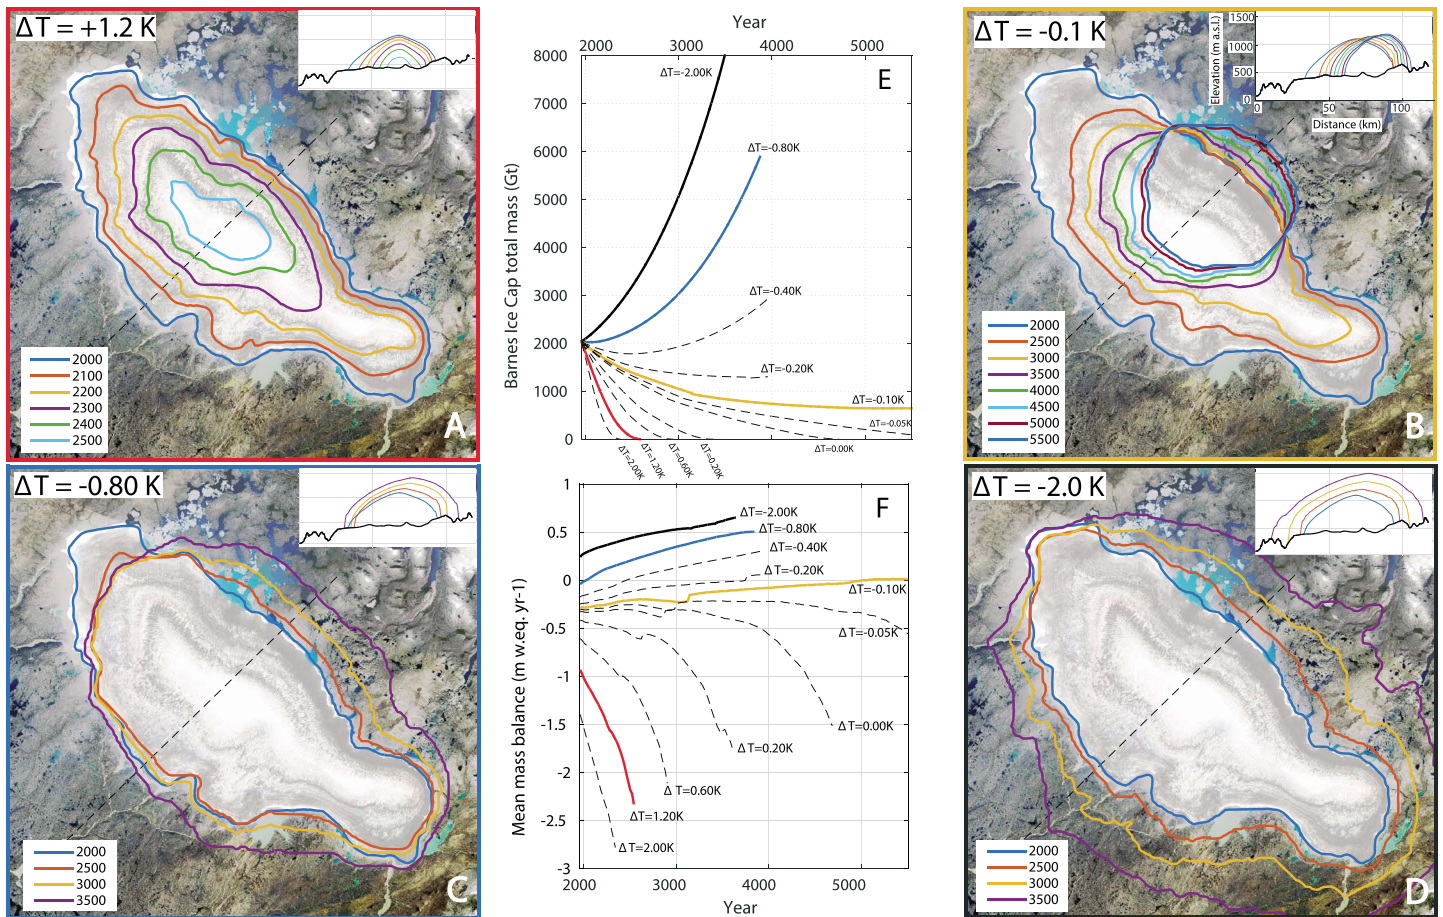 ΔT = +1.2 K
2000
2100
2200
2300
2400
2500
A
Year
2000
3000
4000
5000
8000
7000
6000
5000
4000
3000
2000
1000
0
Barnes Ice Cap total mass (Gt)
E
ΔT=-2.00K
ΔT=-0.80K
ΔT=-0.40K
ΔT=-0.20K
ΔT=-0.10K
ΔT=-0.05K
ΔT=0.00K
ΔT=0.20K
ΔT=0.60K
ΔT=1.20K
ΔT=2.00K
ΔT = -0.1 K
Elevation (m a.s.l.)
1500
1000
500
0
0
50
100
Distance (km)
2000
2500
3000
3500
4000
4500
5000
5500
B
ΔT = -0.80 K
2000
2500
3000
3500
C
1
0.5
0
-0.5
-1
-1.5
-2
-2.5
-3
Mean mass balance (m w.eq. yr-1)
F
ΔT=-2.00K
ΔT=-0.80K
ΔT=-0.40K
ΔT=-0.20K
ΔT=-0.10K
ΔT=-0.05K
ΔT=0.00K
ΔT=0.20K
ΔT=0.60K
ΔT=1.20K
ΔT=2.00K
2000
3000
4000
5000
Year
ΔT = -2.0 K
2000
2500
3000
3500
D